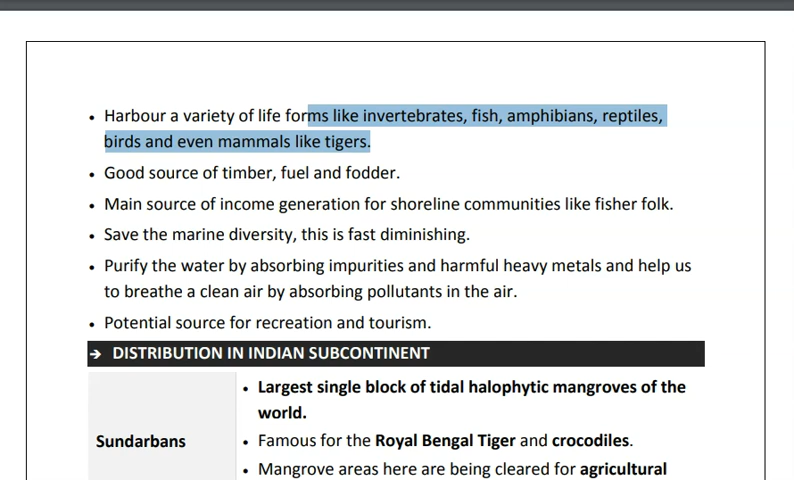 • Harbour a variety of life forms like invertebrates, fish, amphibians, reptiles,
birds and even mammals like tigers.
• Good source of timber, fuel and fodder.
• Main source of income generation for shoreline communities like fisher folk.
• Save the marine diversity, this is fast diminishing.
• Purify the water by absorbing impurities and harmful heavy metals and help us
to breathe a clean air by absorbing pollutants in the air.
• Potential source for recreation and tourism.
➔ DISTRIBUTION IN INDIAN SUBCONTINENT
Sundarbans
• Largest single block of tidal halophytic mangroves of the
world.
• Famous for the Royal Bengal Tiger and crocodiles.
• Mangrove areas here are being cleared for agricultural